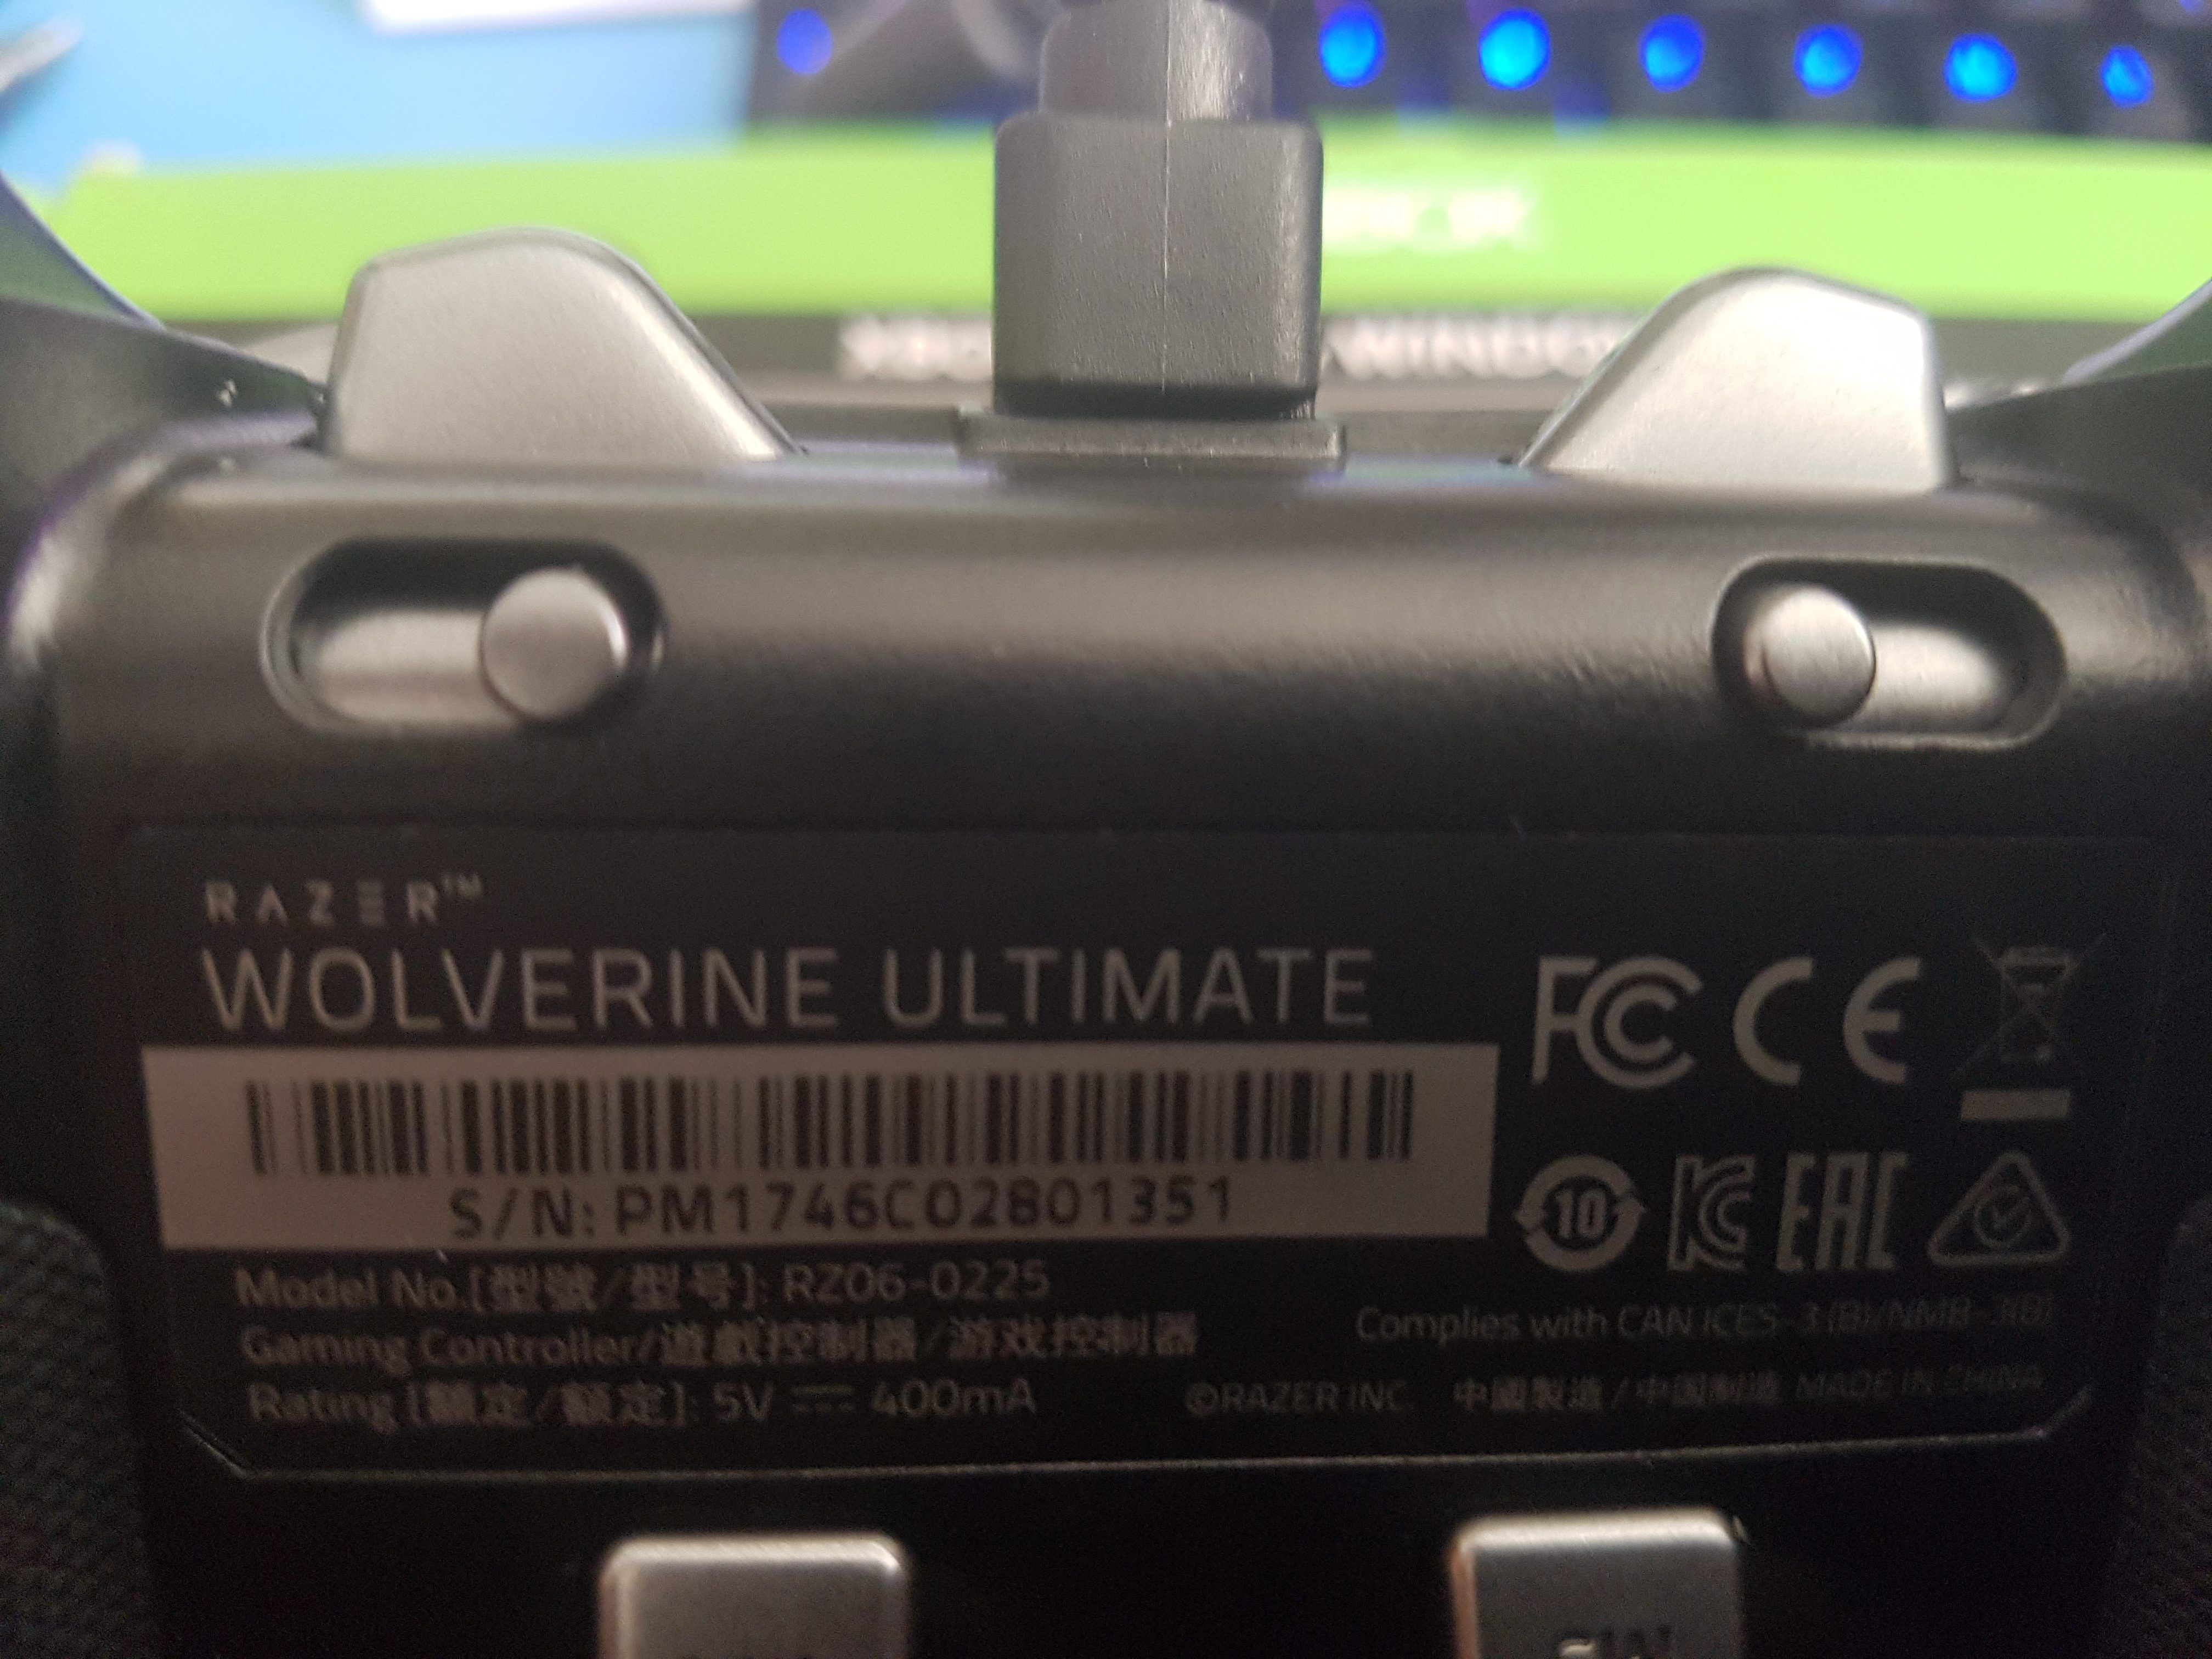 RAZER™
WOLVERINE ULTIMATE
S/N: PM1746C02801351
Model No.[型號/型号]: RZ06-0225
Gaming Controller/遊戲控制器/游戏控制器
Rating [額定/额定]: 5V ⎓ 400mA
FC CE
10 KC EAC
Complies with CAN ICES-3(B)/NMB-3(B)
©RAZER INC. 中國製造 / 中国制造 MADE IN CHINA